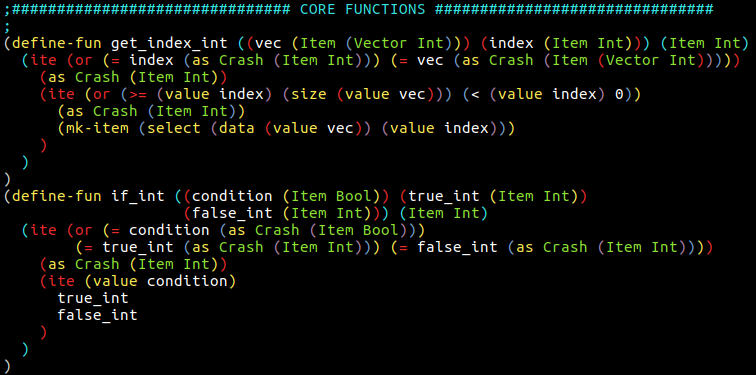 ;############################### CORE FUNCTIONS ###############################
;
(define-fun get_index_int ((vec (Item (Vector Int))) (index (Item Int))) (Item Int)
  (ite (or (= index (as Crash (Item Int))) (= vec (as Crash (Item (Vector Int)))))
    (as Crash (Item Int))
    (ite (or (>= (value index) (size (value vec))) (< (value index) 0))
      (as Crash (Item Int))
      (mk-item (select (data (value vec)) (value index)))
    )
  )
)
(define-fun if_int ((condition (Item Bool)) (true_int (Item Int))
                    (false_int (Item Int))) (Item Int)
  (ite (or (= condition (as Crash (Item Bool)))
        (= true_int (as Crash (Item Int))) (= false_int (as Crash (Item Int))))
    (as Crash (Item Int))
    (ite (value condition)
      true_int
      false_int
    )
  )
)